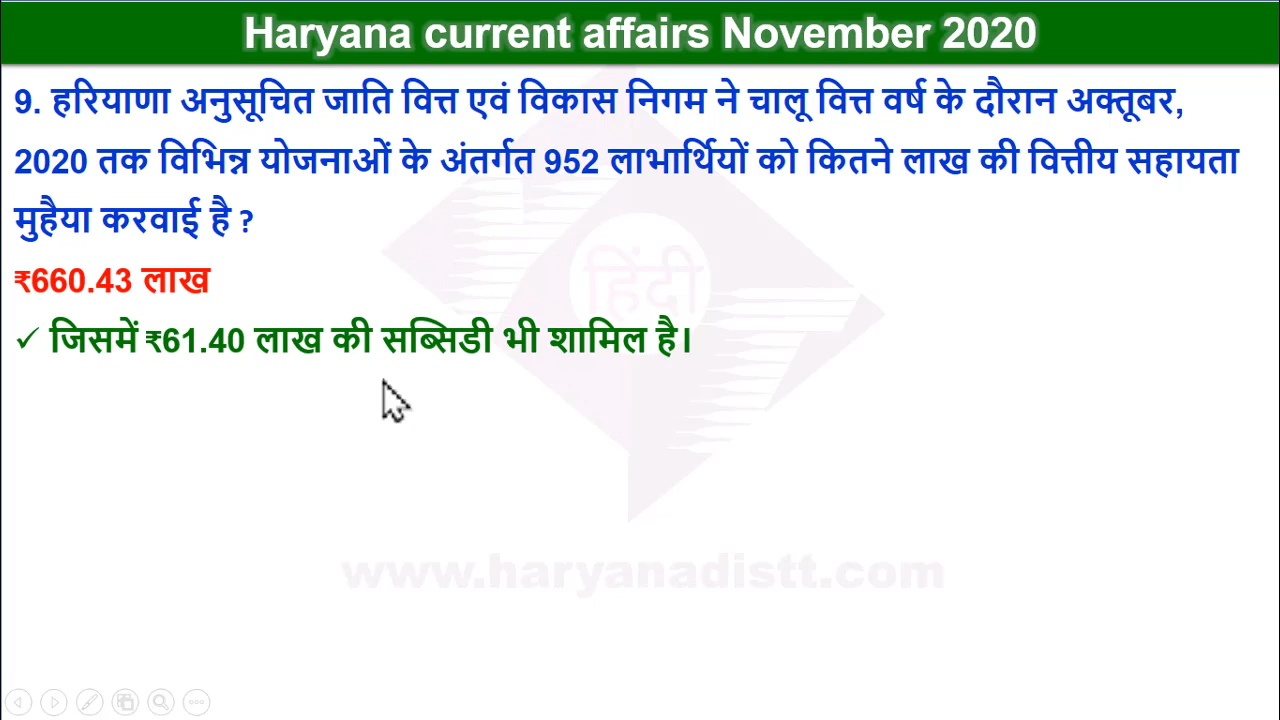 Haryana current affairs November 2020
9. हरियाणा अनुसूचित जाति वित्त एवं विकास निगम ने चालू वित्त वर्ष के दौरान अक्तूबर,
2020 तक विभिन्न योजनाओं के अंतर्गत 952 लाभार्थियों को कितने लाख की वित्तीय सहायता
मुहैया करवाई है ?
₹660.43 लाख
✓ जिसमें ₹61.40 लाख की सब्सिडी भी शामिल है।
हिंदी
www.haryanadistt.com